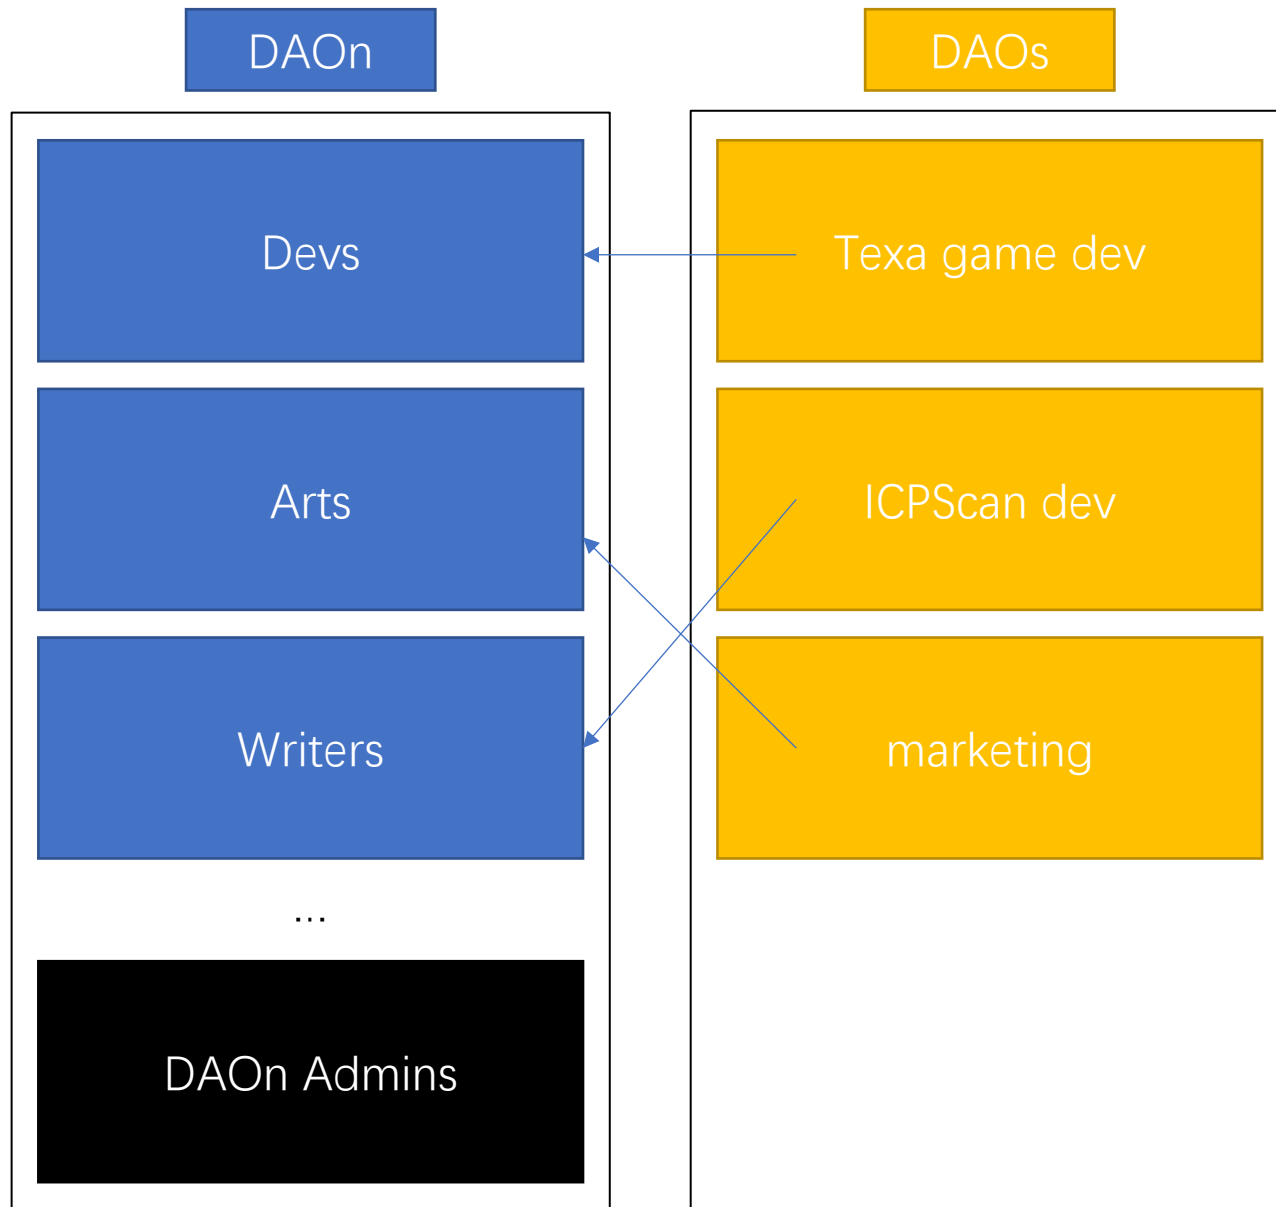 DAOn
DAOs
Devs
Texa game dev
Arts
ICPScan dev
Writers
marketing
...
DAOn Admins